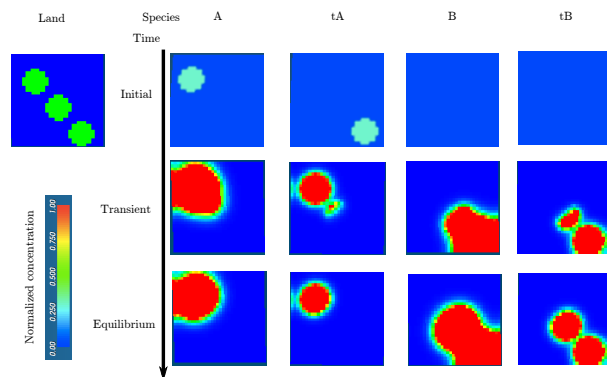 Land
Species
A
tA
B
tB
Time
Initial
Transient
Equilibrium
Normalized concentration
1.00
0.750
0.500
0.250
0.00